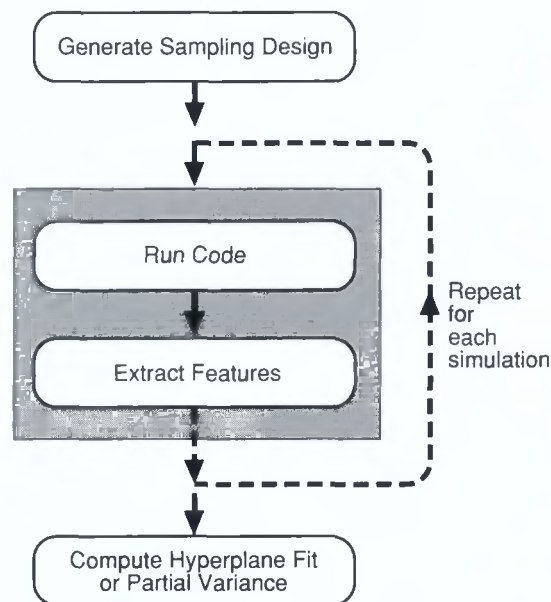 Generate Sampling Design
Run Code
Extract Features
Repeat
for
each
simulation
Compute Hyperplane Fit
or Partial Variance